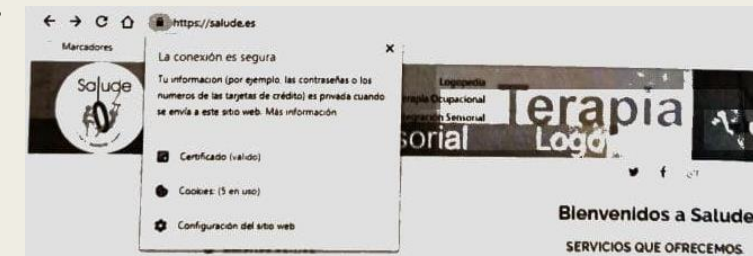 https://salude.es
Marcadores
La conexión es segura
Tu información (por ejemplo, las contraseñas o los
numeros de las tarjetas de crédito) es privada cuando
se envía a este sitio web. Más información
Certificado (valido)
Cookies: (5 en uso)
Configuración del sitio web
Salude
Logopedia
Terapia Ocupacional
Integración Sensorial
sorial
Terapia
Logo
Bienvenidos a Salude
SERVICIOS QUE OFRECEMOS